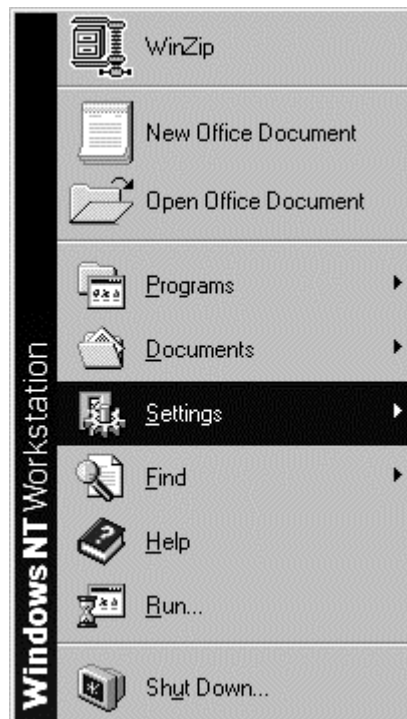 WinZip
New Office Document
Open Office Document
Programs
Documents
Settings
Find
Help
Run...
Shut Down...
Windows NT Workstation